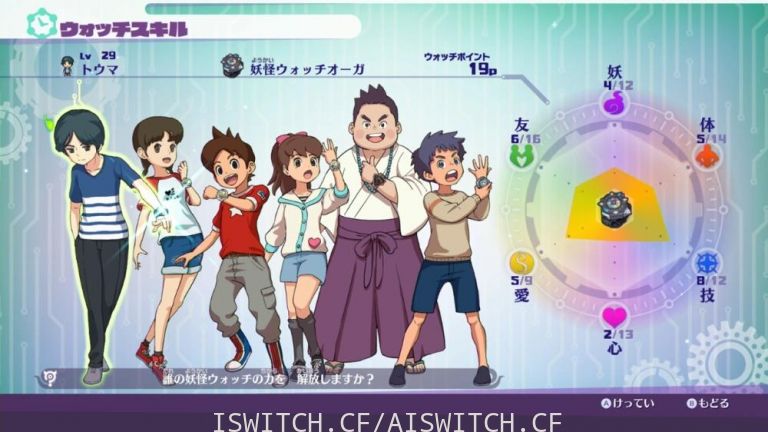 ウォッチスキル
Lv 29
トウマ
ようかい
妖怪ウォッチオーガ
ウォッチポイント
19p
妖
4/12
友
6/16
体
5/14
5/9
愛
8/12
技
2/13
心
誰の妖怪ウォッチの力を 解放しますか？
Ⓐけってい Ⓑもどる
ISWITCH.CF/AISWITCH.CF